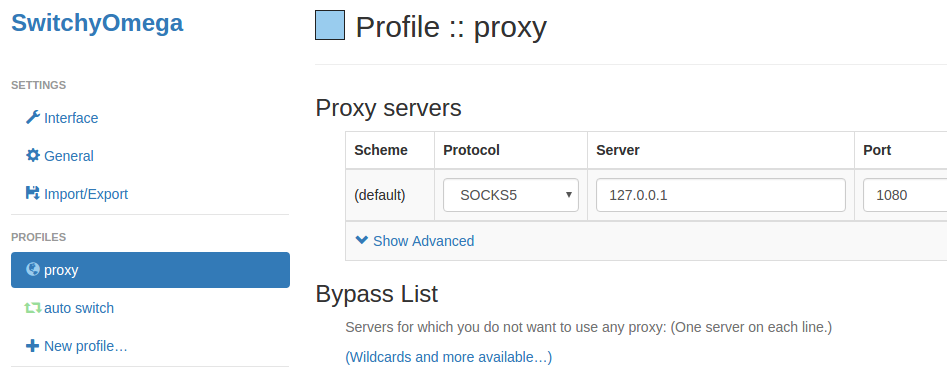 SwitchyOmega
SETTINGS
Interface
General
Import/Export
PROFILES
proxy
auto switch
New profile…
Profile :: proxy
Proxy servers
Scheme Protocol Server Port
(default) SOCKS5 127.0.0.1 1080
Show Advanced
Bypass List
Servers for which you do not want to use any proxy: (One server on each line.)
(Wildcards and more available…)